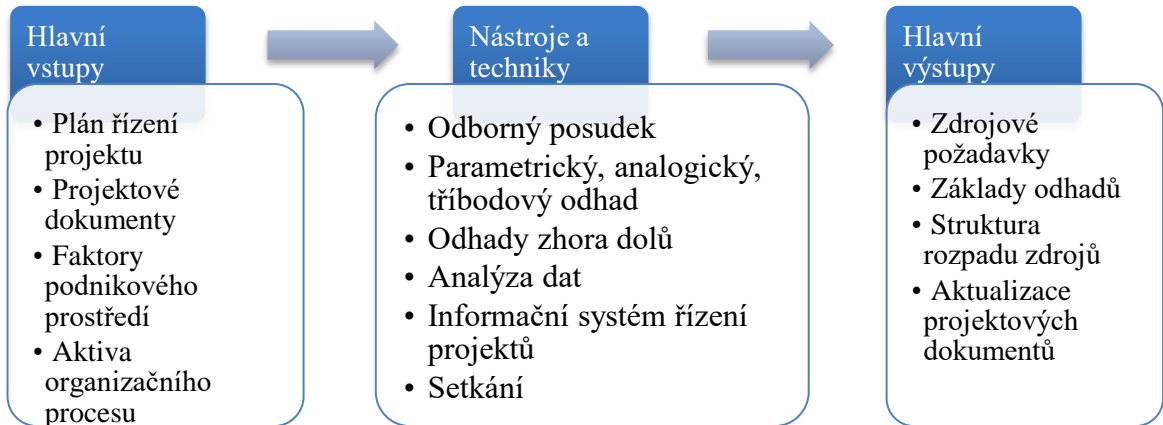 Hlavní
vstupy
• Plán řízení
projektu
• Projektové
dokumenty
• Faktory
podnikového
prostředí
• Aktiva
organizačního
procesu
Nástroje a
techniky
• Odborný posudek
• Parametrický, analogický,
tříbodový odhad
• Odhady zhora dolů
• Analýza dat
• Informační systém řízení
projektů
• Setkání
Hlavní
výstupy
• Zdrojové
požadavky
• Základy odhadů
• Struktura
rozpadu zdrojů
• Aktualizace
projektových
dokumentů